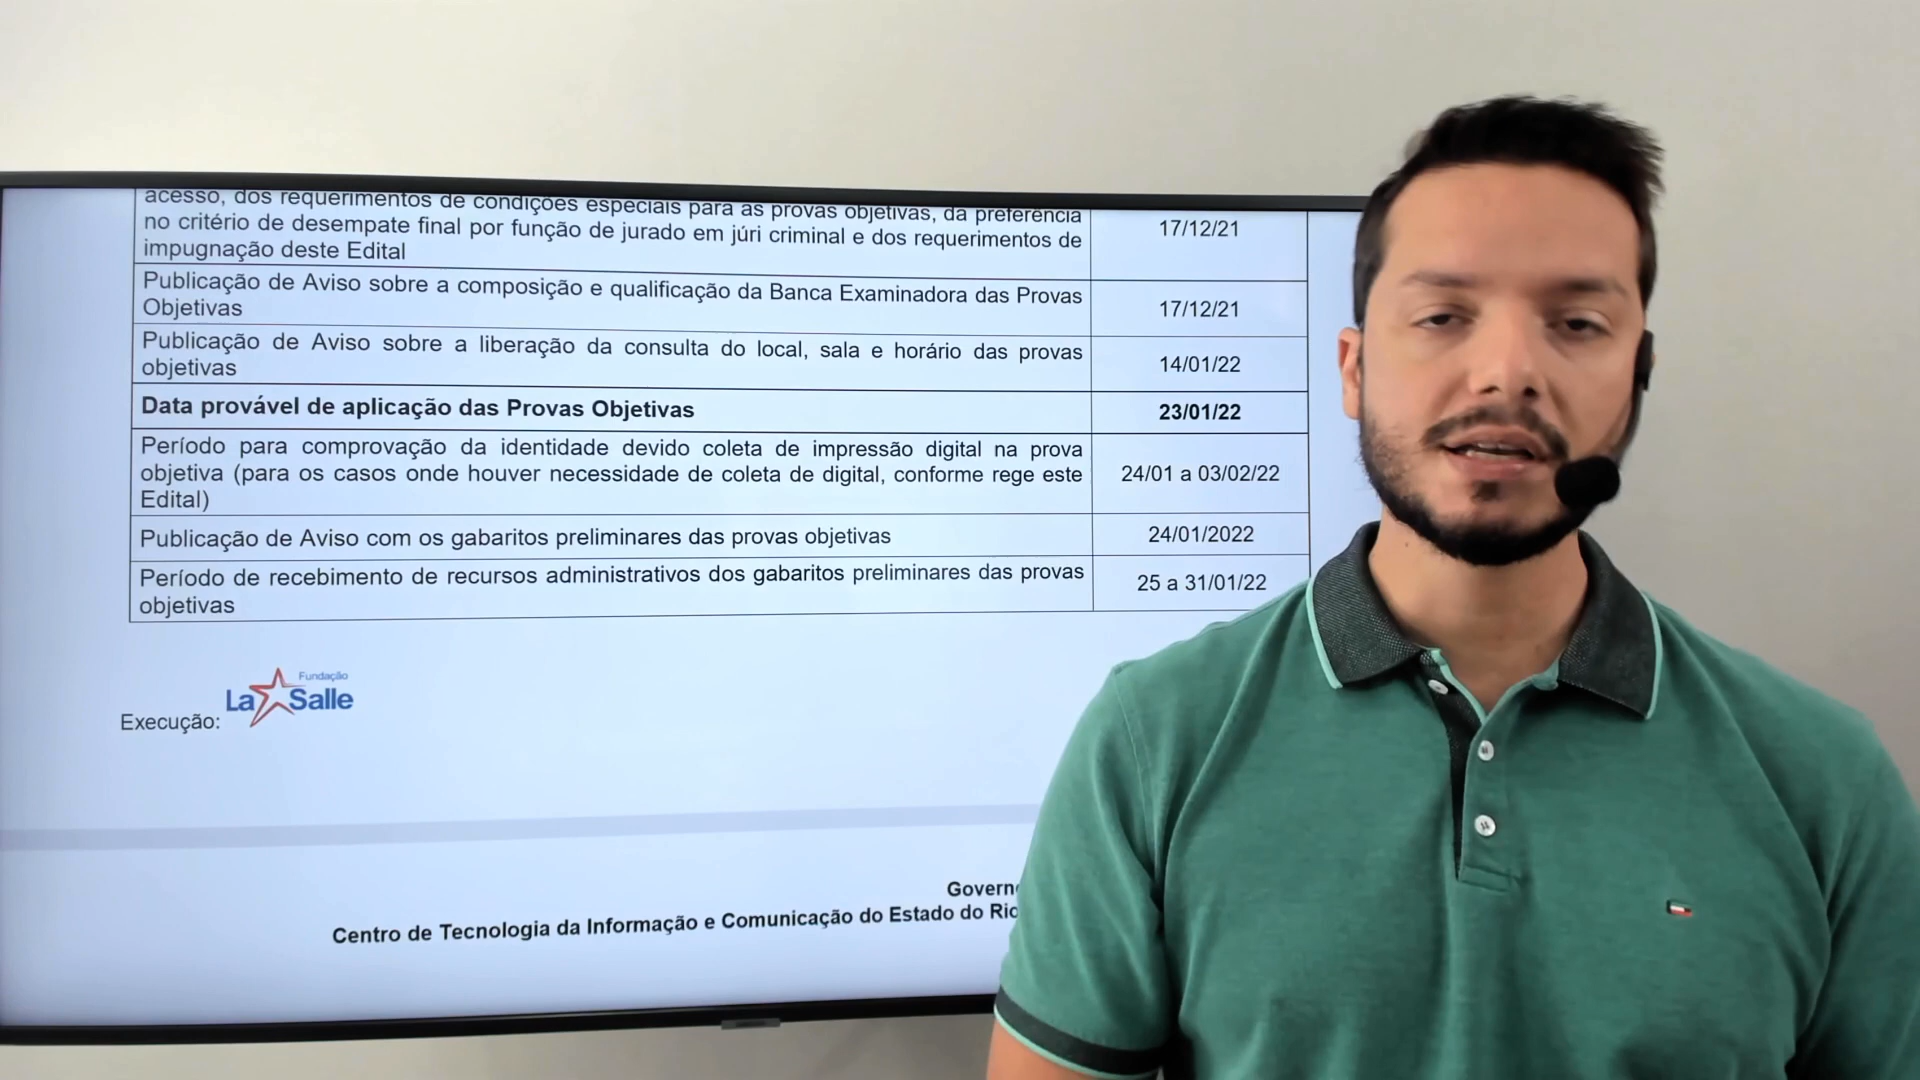 acesso, dos requerimentos de condições especiais para as provas objetivas, da preferência
no critério de desempate final por função de jurado em júri criminal e dos requerimentos de
impugnação deste Edital
17/12/21
Publicação de Aviso sobre a composição e qualificação da Banca Examinadora das Provas
Objetivas
17/12/21
Publicação de Aviso sobre a liberação da consulta do local, sala e horário das provas
objetivas
14/01/22
Data provável de aplicação das Provas Objetivas
23/01/22
Período para comprovação da identidade devido coleta de impressão digital na prova
objetiva (para os casos onde houver necessidade de coleta de digital, conforme rege este
Edital)
24/01 a 03/02/22
Publicação de Aviso com os gabaritos preliminares das provas objetivas
24/01/2022
Período de recebimento de recursos administrativos dos gabaritos preliminares das provas
objetivas
25 a 31/01/22
Execução:
Fundação
La Salle
Govern
Centro de Tecnologia da Informação e Comunicação do Estado do Rio